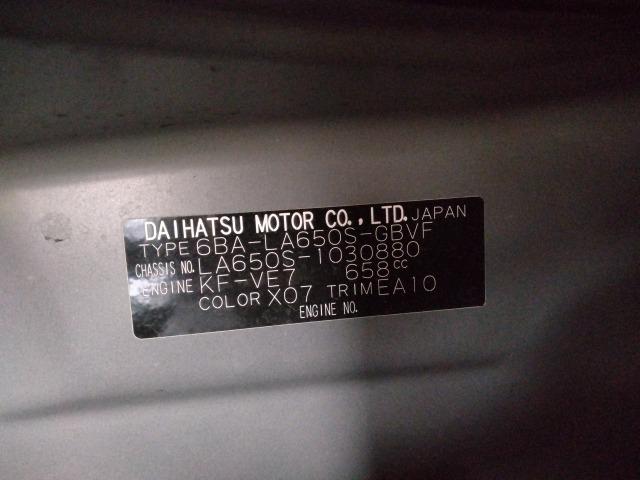 DAIHATSU MOTOR CO., LTD. JAPAN
TYPE 6BA-LA650S-GBVF
CHASSIS NO. LA650S-1030880
ENGINE KF-VE7 658cc
COLOR X07 TRIM EA10
ENGINE NO.